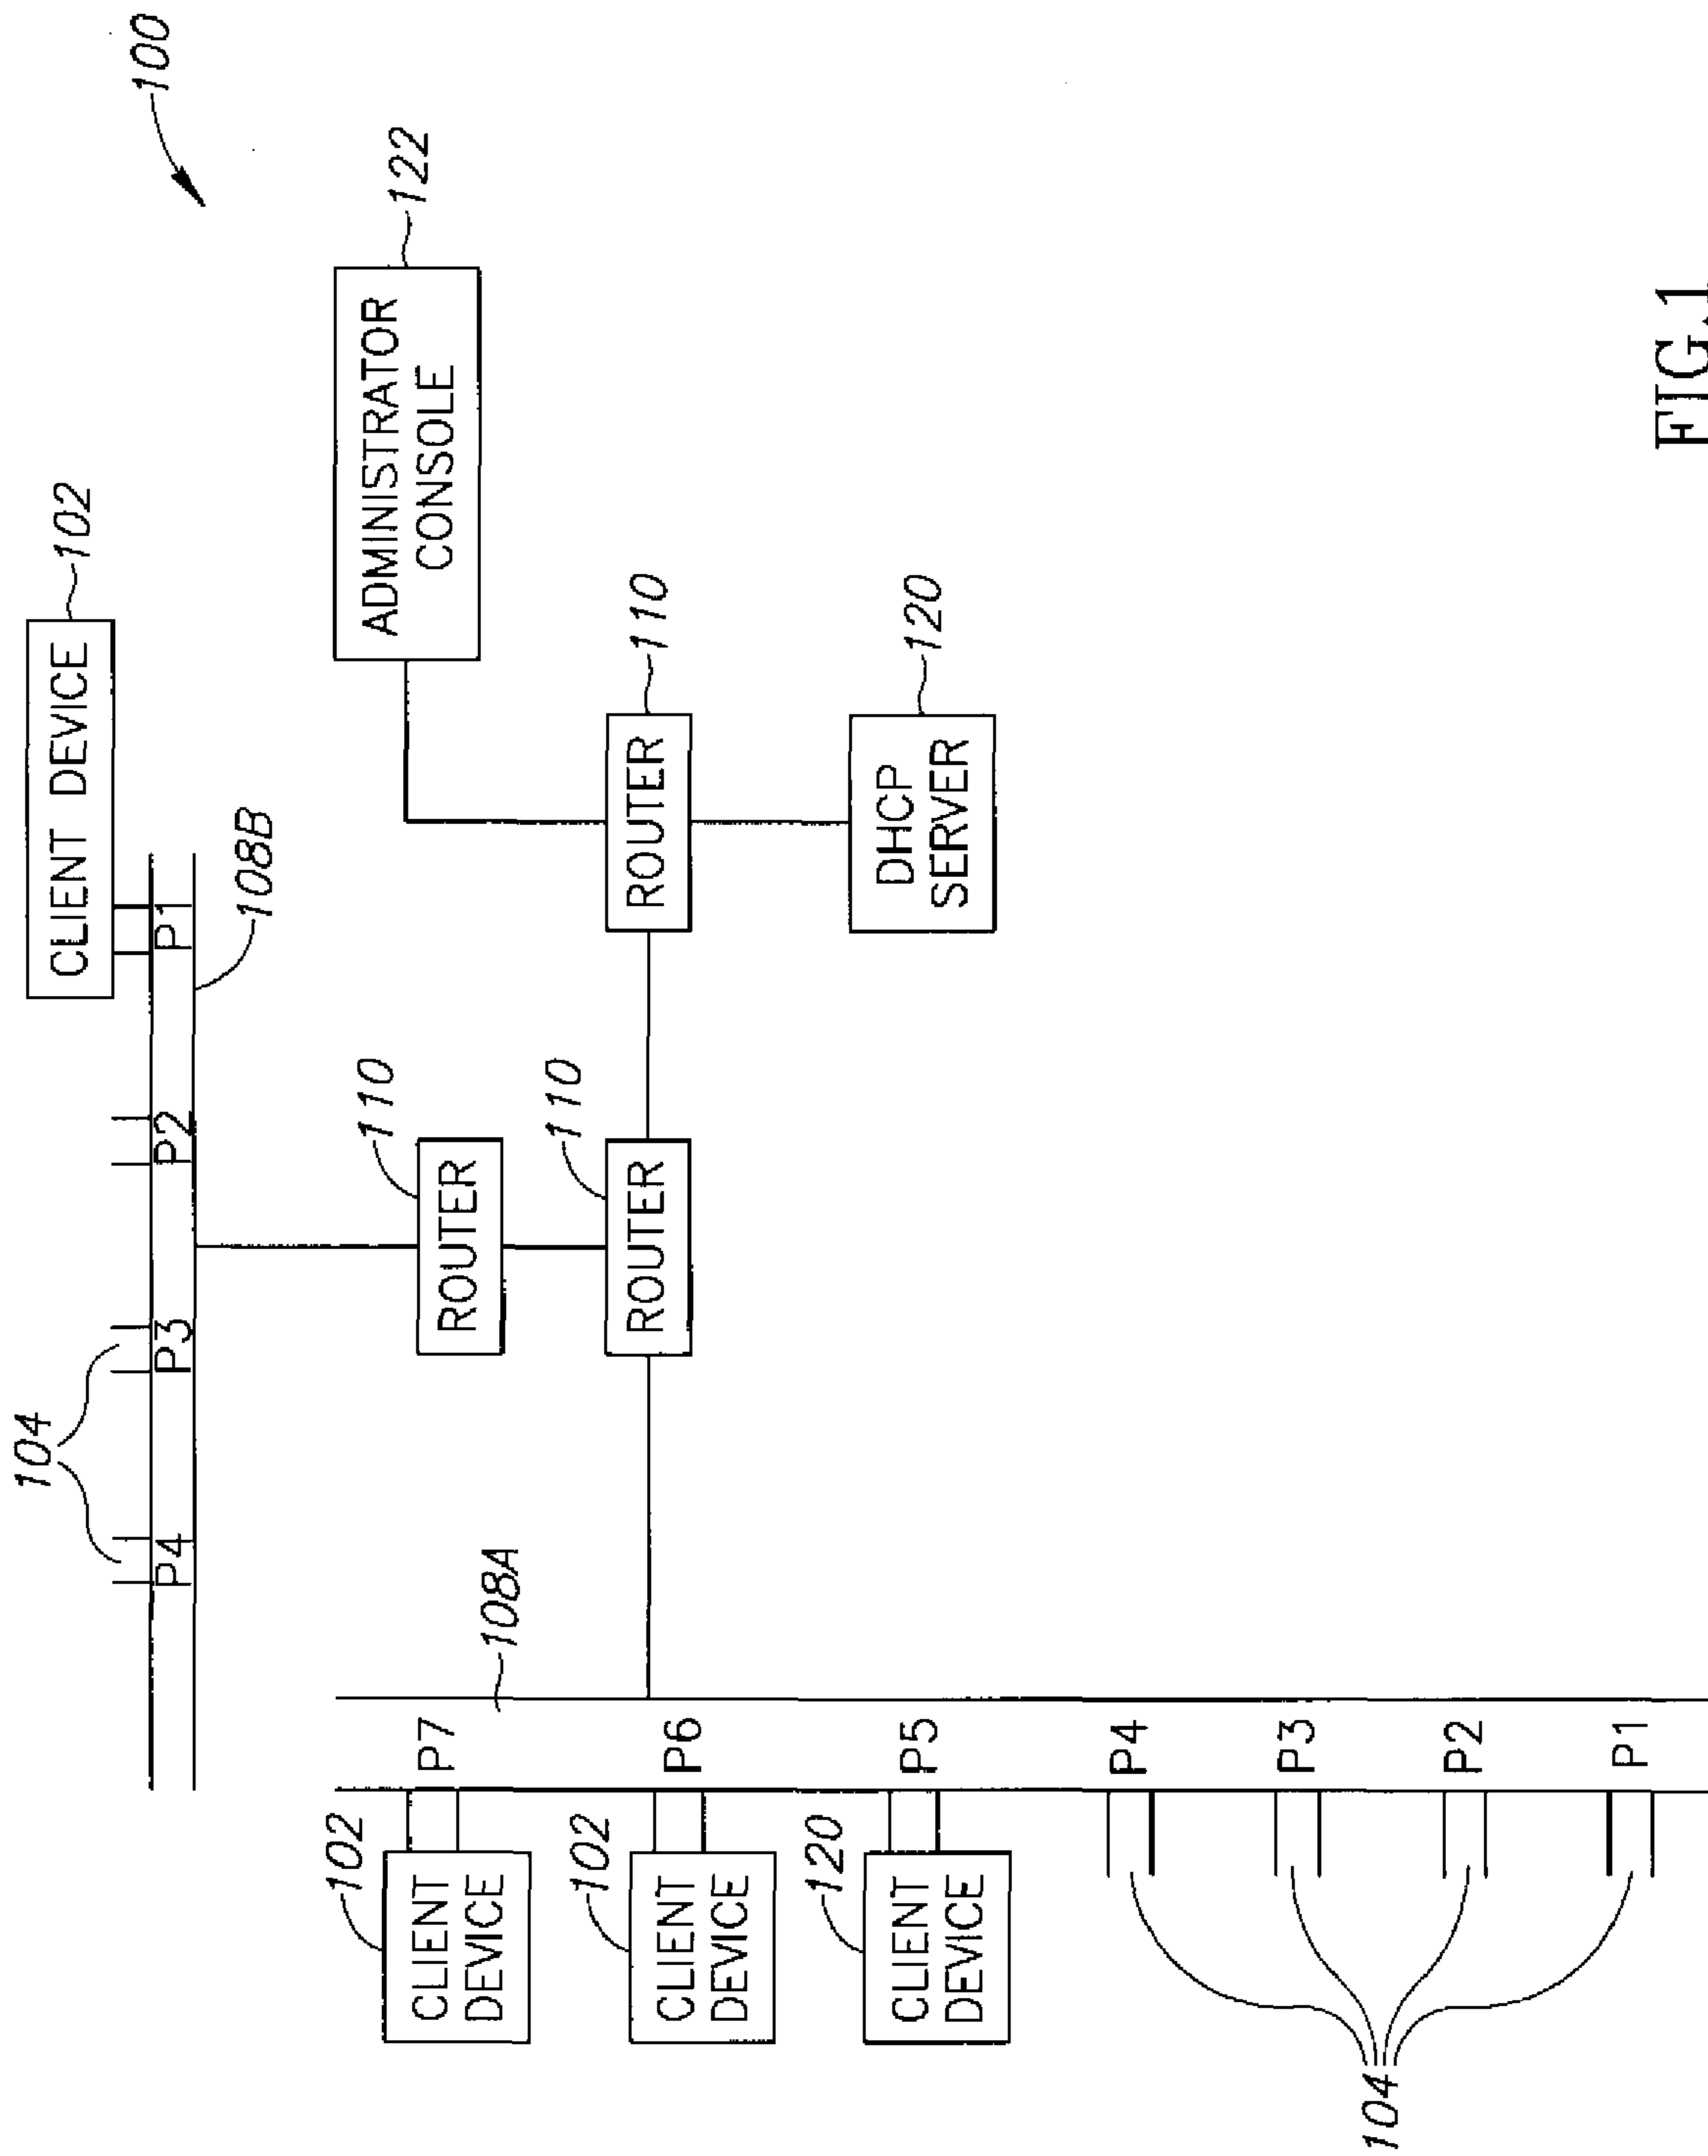 100
102
CLIENT DEVICE
104
P4
P3
P2
P1
108B
122
ADMINISTRATOR
CONSOLE
110
ROUTER
110
ROUTER
110
ROUTER
120
DHCP
SERVER
108A
102
CLIENT
DEVICE
P7
102
CLIENT
DEVICE
P6
120
CLIENT
DEVICE
P5
P4
P3
P2
P1
104
FIG.1